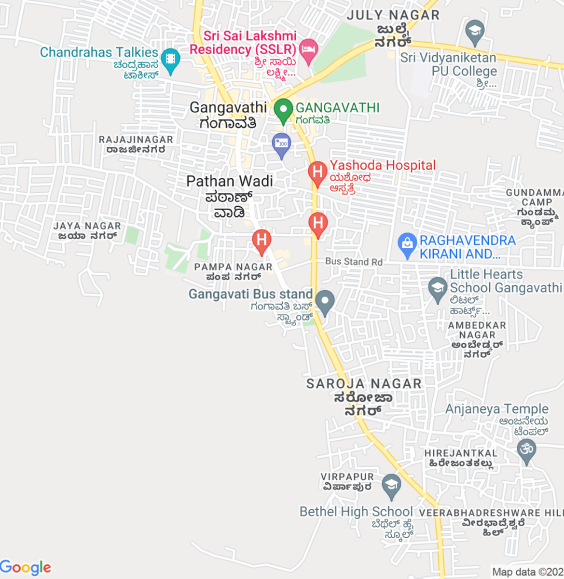 JULY NAGAR
ಜುಲೈ
ನಗರ್
Sri Sai Lakshmi
Residency (SSLR)
ಶ್ರೀ ಸಾಯಿ
ಲಕ್ಷ್ಮೀ...
Chandrahas Talkies
ಚಂದ್ರಹಾಸ
ಟಾಕೀಸ್
Sri Vidyaniketan
PU College
ಶ್ರೀ...
Gangavathi
ಗಂಗಾವತಿ
GANGAVATHI
ಗಂಗವತಿ
RAJAJINAGAR
ರಾಜಜೀನಗರ
Yashoda Hospital
ಯಶೋಧ
ಆಸ್ಪತ್ರೆ
Pathan Wadi
ಪಠಾಣ್
ವಾಡಿ
GUNDAMMA
CAMP
ಗುಂಡಮ್ಮ
ಕ್ಯಾಂಪ್
JAYA NAGAR
ಜಯಾ ನಗರ್
RAGHAVENDRA
KIRANI AND...
Bus Stand Rd
PAMPA NAGAR
ಪಂಪ ನಗರ್
Little Hearts
School Gangavathi
ಲಿಟಲ್
ಹಾರ್ಟ್ಸ್...
Gangavati Bus stand
ಗಂಗಾವತಿ ಬಸ್
ಸ್ಟ್ಯಾಂಡ್
AMBEDKAR
NAGAR
ಅಂಬೇಡ್ಕರ್
ನಗರ್
SAROJA NAGAR
ಸರೋಜಾ
ನಗರ್
Anjaneya Temple
ಆಂಜನೇಯ
ಟೆಂಪಲ್
HIREJANTKAL
ಹಿರೇಜಂತಕಲ್ಲು
VIRPAPUR
ವಿರ್ಪಾಪುರ
Bethel High School
ಬೆಥೆಲ್ ಹೈ
ಸ್ಕೂಲ್
VEERABHADRESHWARE HILL
ವೀರಭಾದ್ರೆಶ್ವರೆ
ಹಿಲ್
Google
Map data ©202